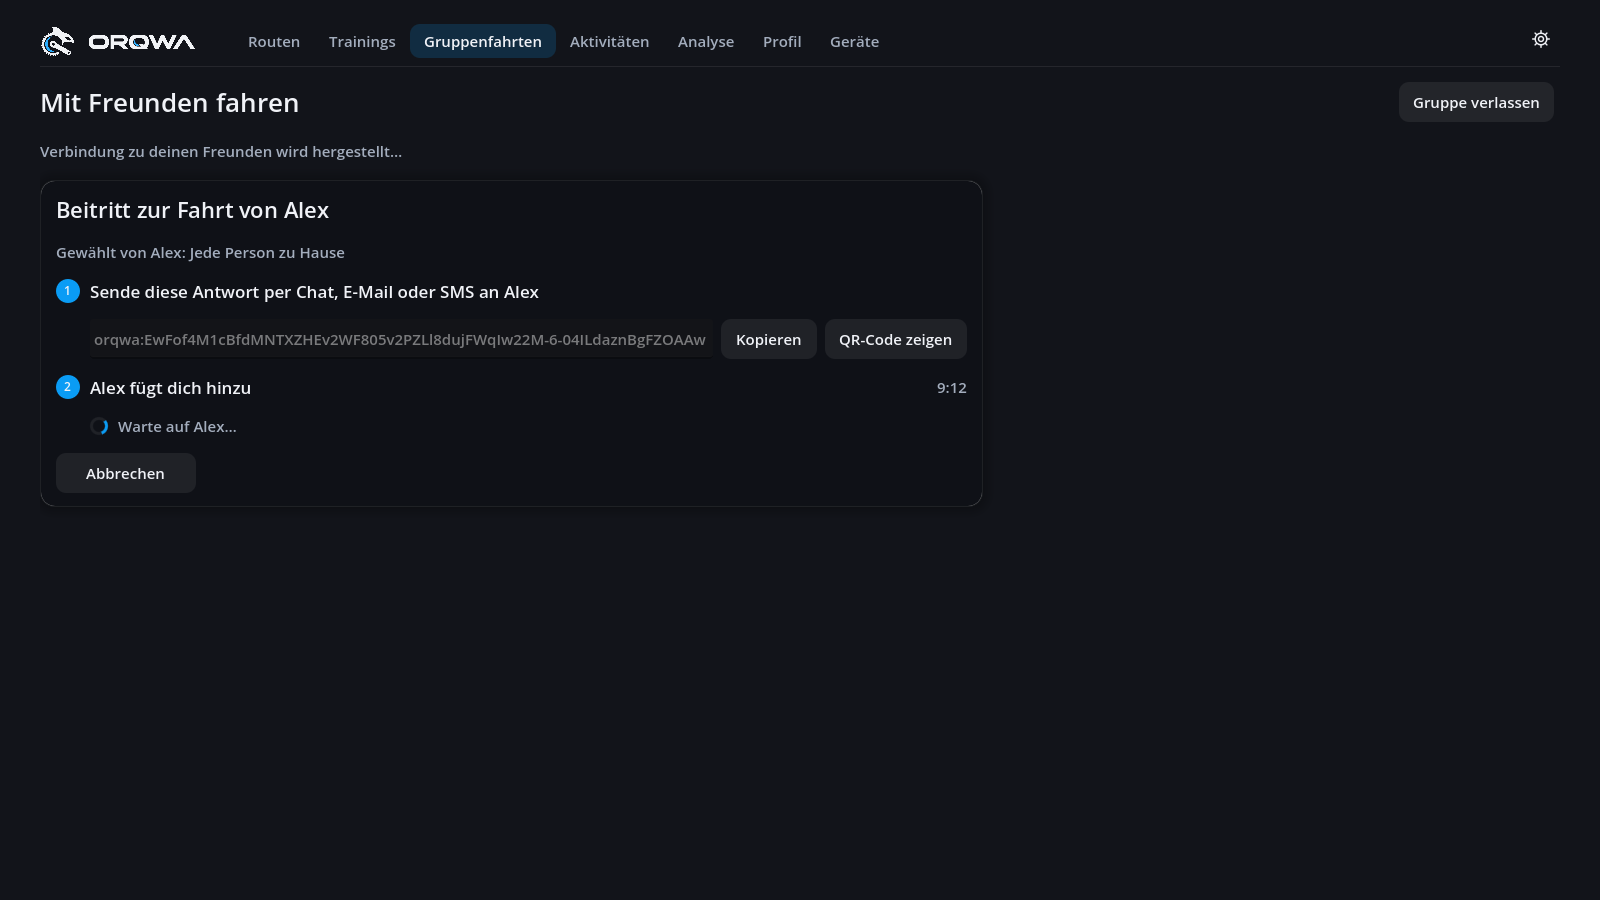 ORQWA
Routen
Trainings
Gruppenfahrten
Aktivitäten
Analyse
Profil
Geräte
Mit Freunden fahren
Gruppe verlassen
Verbindung zu deinen Freunden wird hergestellt...
Beitritt zur Fahrt von Alex
Gewählt von Alex: Jede Person zu Hause
1 Sende diese Antwort per Chat, E-Mail oder SMS an Alex
orqwa:EwFof4M1cBfdMNTXZHEv2WF805v2PZLl8dujFWqIw22M-6-04ILdaznBgFZOAAw
Kopieren
QR-Code zeigen
2 Alex fügt dich hinzu
9:12
Warte auf Alex...
Abbrechen